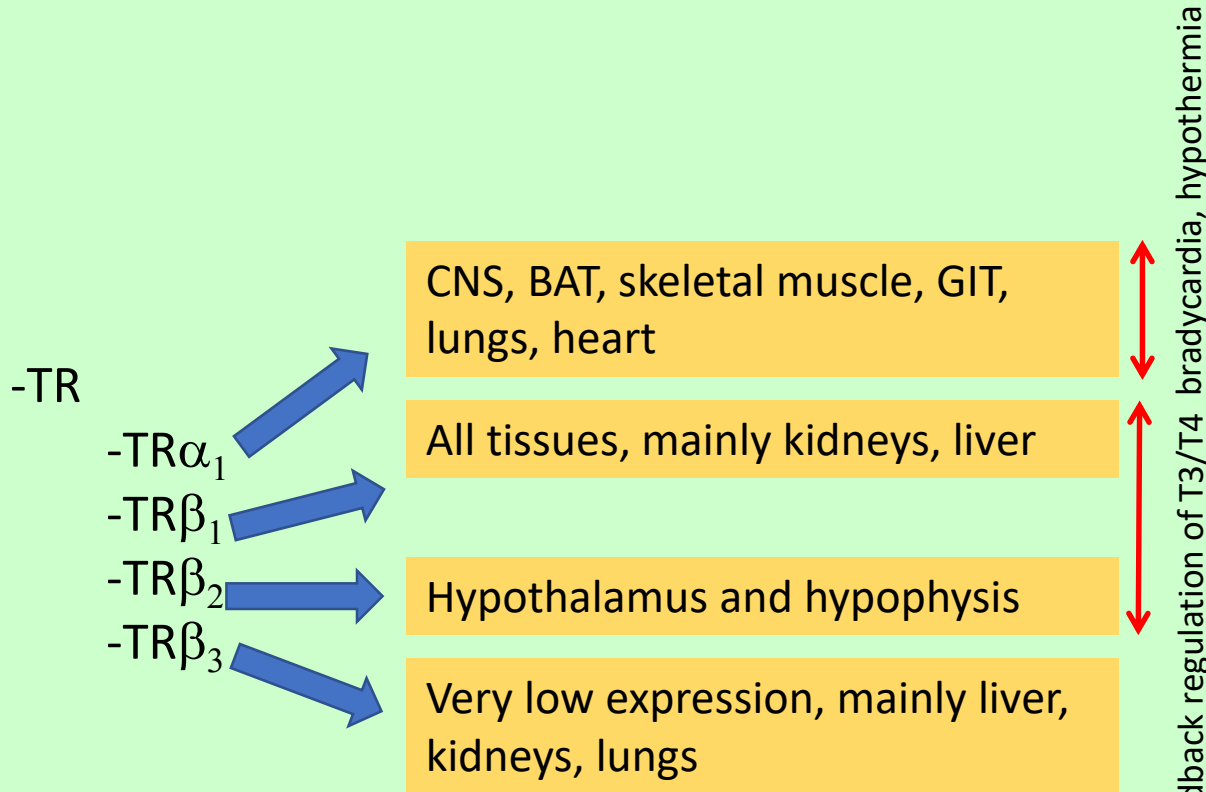 -TR
-TRα₁
-TRβ₁
-TRβ₂
-TRβ₃
CNS, BAT, skeletal muscle, GIT,
lungs, heart
All tissues, mainly kidneys, liver
Hypothalamus and hypophysis
Very low expression, mainly liver,
kidneys, lungs
bradycardia, hypothermia
regulation of T3/T4